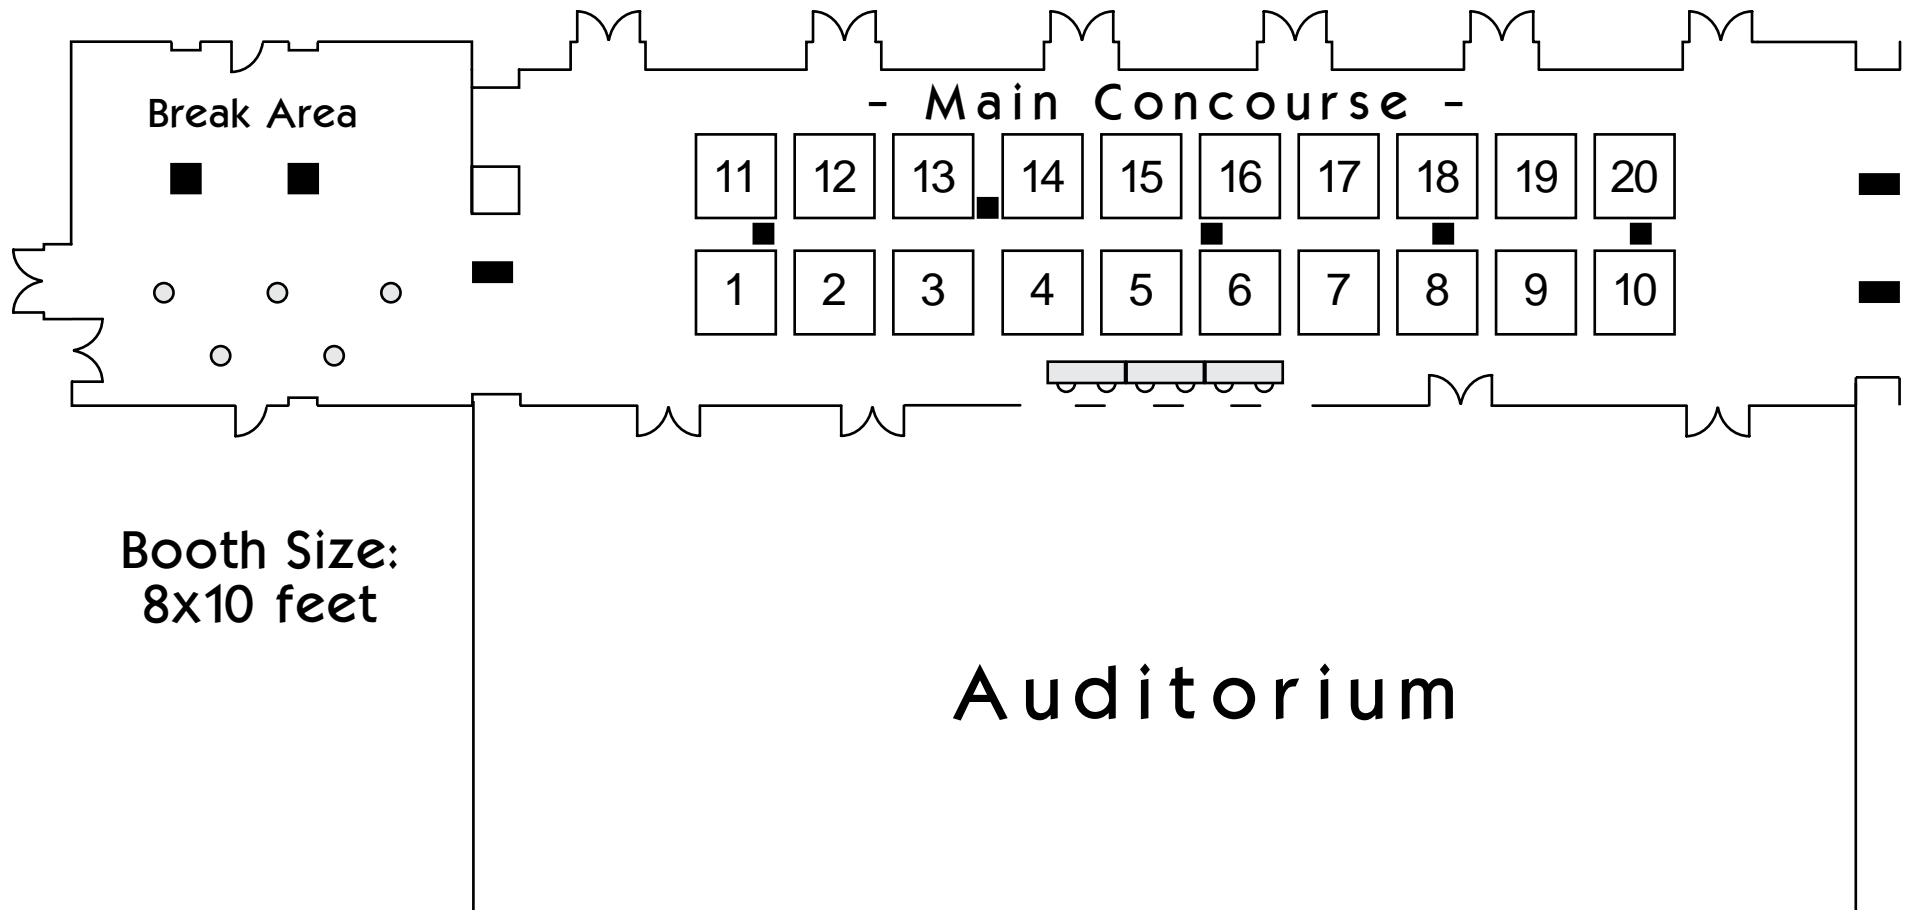 Break Area
- Main Concourse -
11 12 13 14 15 16 17 18 19 20
1 2 3 4 5 6 7 8 9 10
Booth Size:
8x10 feet
Auditorium